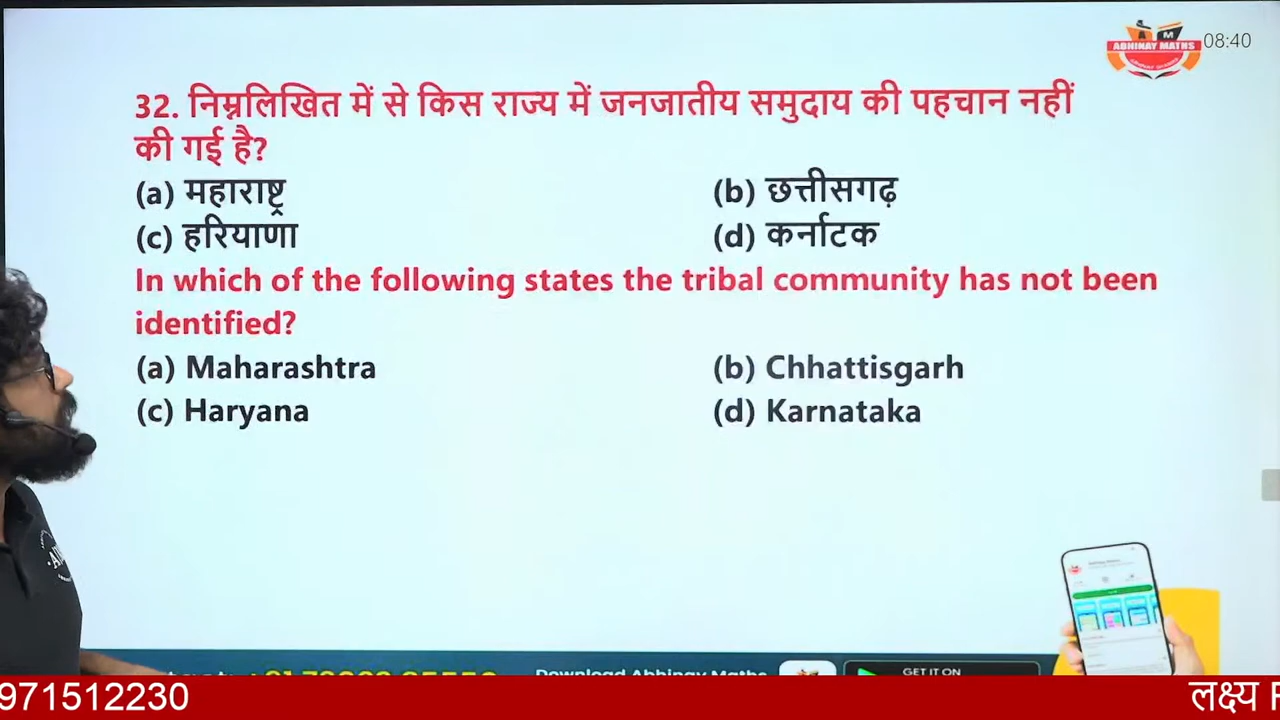 ABHINAY MATHS
08:40
32. निम्नलिखित में से किस राज्य में जनजातीय समुदाय की पहचान नहीं
की गई है?
(a) महाराष्ट्र (b) छत्तीसगढ़
(c) हरियाणा (d) कर्नाटक
In which of the following states the tribal community has not been
identified?
(a) Maharashtra (b) Chhattisgarh
(c) Haryana (d) Karnataka
Download Abhinay Maths
GET IT ON
971512230 लक्ष्य